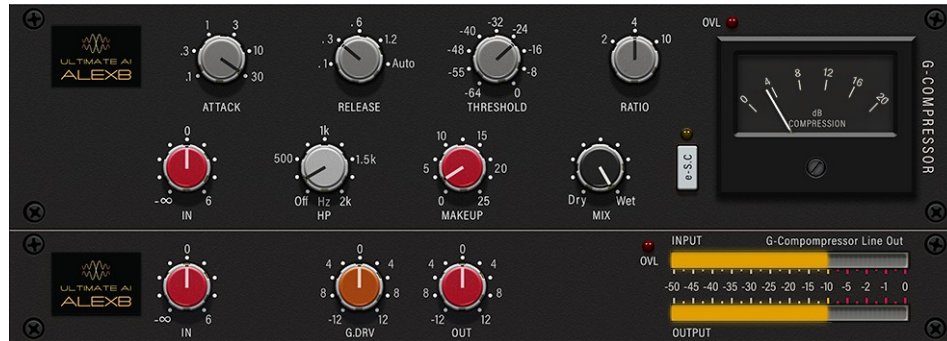 1 3 .3 10 .1 30
ATTACK
.6 .3 1.2 .1 Auto
RELEASE
-32 -40 -24 -48 -16 -55 -8 -64 0
THRESHOLD
4 2 10
RATIO
OVL
0 4 8 12 16 20
dB
COMPRESSION
G-COMPRESSOR
ULTIMATE AI
ALEXB
0
-∞ 6
IN
1k
500 1.5k
Off Hz 2k
HP
10 15
5 20
0 25
MAKEUP
Dry Wet
MIX
e-S.C
ULTIMATE AI
ALEXB
0
-∞ 6
IN
0
4 4
8 8
-12 12
G.DRV
0
4 4
8 8
-12 12
OUT
OVL
INPUT G-Compompressor Line Out
-50 -45 -40 -35 -30 -25 -20 -15 -10 -5 -2 -1 0
OUTPUT